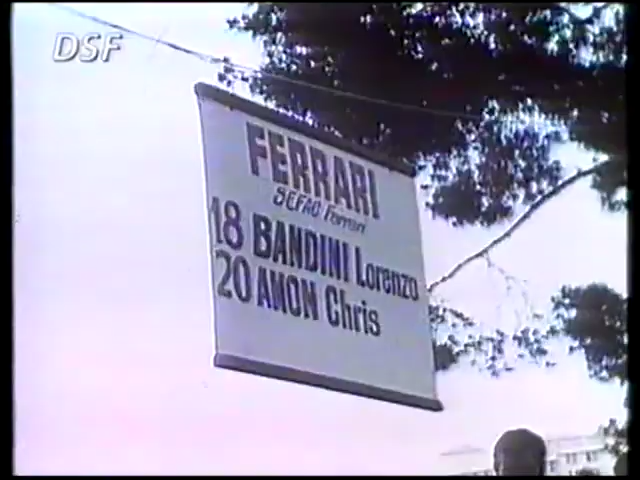 DSF
FERRARI
SEFAC Ferrari
18 BANDINI Lorenzo
20 AMON Chris